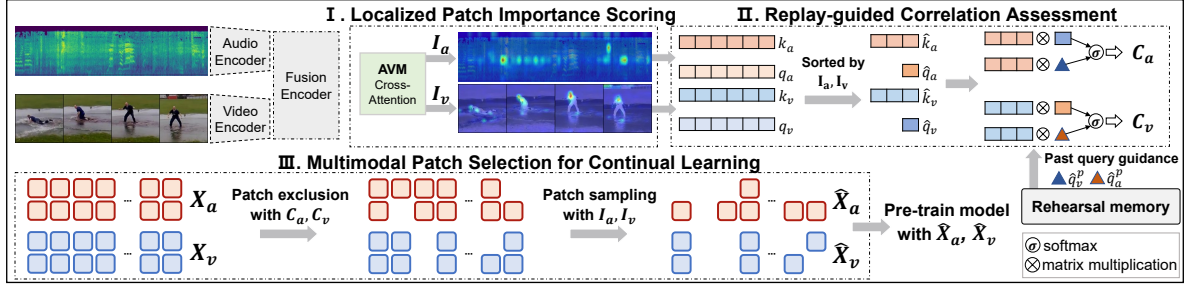 Ⅰ. Localized Patch Importance Scoring
Audio
Encoder
Video
Encoder
Fusion
Encoder
AVM
Cross-
Attention
I_a
I_v
Ⅱ. Replay-guided Correlation Assessment
k_a
q_a
k_v
q_v
Sorted by
I_a, I_v
k̂_a
q̂_a
k̂_v
q̂_v
⊗
σ
C_a
⊗
⊗
σ
C_v
⊗
Past query guidance
q̂_v^p
q̂_a^p
Rehearsal memory
σ softmax
⊗ matrix multiplication
Ⅲ. Multimodal Patch Selection for Continual Learning
... X_a
... X_v
Patch exclusion
with C_a, C_v
...
...
Patch sampling
with I_a, I_v
... X̂_a
... X̂_v
Pre-train model
with X̂_a, X̂_v